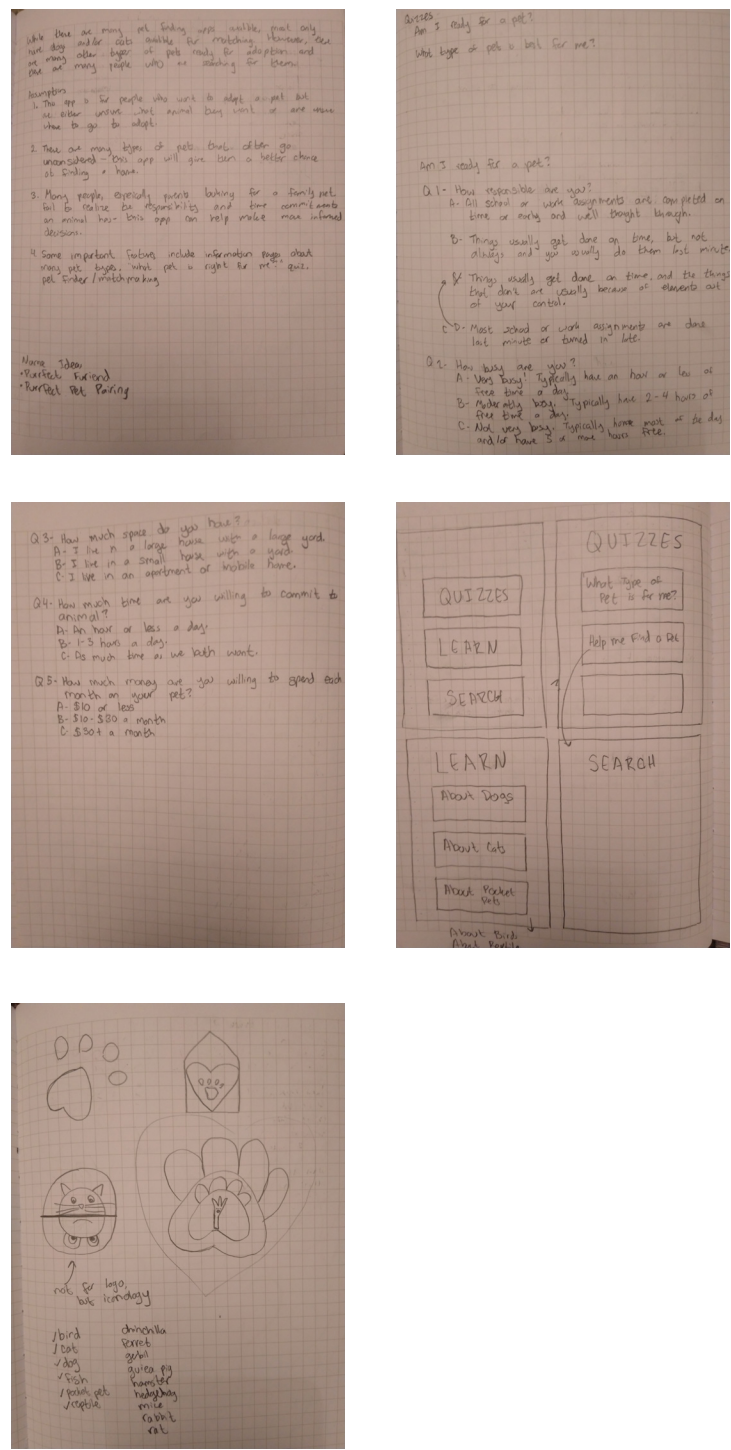 While there are many pet finding apps available, most only
have dogs and/or cats available for matching. However, there
are many other types of pets ready for adoption and
there are many people who are searching for them.
Assumptions
1. This app is for people who want to adopt a pet but
are either unsure what animal they want or are
where to go to adopt.
2. There are many types of pets that often go
unconsidered - this app will give them a better chance
at finding a home.
3. Many people, especially parents looking for a family pet,
fail to realize the responsibility and time commitments
an animal has - this app can help make more informed
decisions.
4. Some important features include information pages about
many pet types, "what pet is right for me" quiz,
pet finder/matchmaking
Name Ideas
• Purrfect Furiend
• Purrfect Pet Pairing
Quizzes
Am I ready for a pet?
What type of pets is best for me?
Am I ready for a pet?
Q1- How responsible are you?
A- All school or work assignments are completed on
time or early and well thought through.
B- Things usually get done on time, but not
always and you usually do them last minute
Things usually get done on time, and the things
that don't are usually because of elements out
of your control.
C D- Most school or work assignments are done
last minute or turned in late.
Q2- How busy are you?
A- Very busy! Typically have an hour or less of
free time a day.
B- Moderately busy. Typically have 2-4 hours of
free time a day.
C- Not very busy. Typically home most of the day
and/or have 5 or more hours free.
Q3- How much space do you have?
A- I live in a large house with a large yard.
B- I live in a small house with a yard.
C- I live in an apartment or mobile home.
Q4- How much time are you willing to commit to
animal?
A- An hour or less a day.
B- 1-3 hours a day.
C- As much time as we both want.
Q5- How much money are you willing to spend each
month on your pet?
A- $10 or less
B- $10-$30 a month
C- $30+ a month
QUIZZES
LEARN
SEARCH
QUIZZES
What Type of
Pet is for me?
Help me Find a Pet
LEARN
About Dogs
About Cats
About Pocket
Pets
About Birds
About Reptile
SEARCH
not for logo,
but iconology
/bird
/cat
✓dog
✓fish
/pocket pet
✓reptile
chinchilla
ferret
gerbil
guiea pig
hamster
hedgehog
mice
rabbit
rat